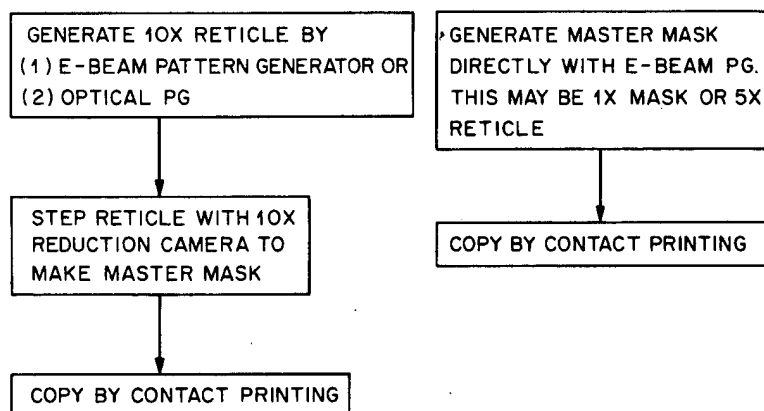 GENERATE 10X RETICLE BY
(1) E-BEAM PATTERN GENERATOR OR
(2) OPTICAL PG
STEP RETICLE WITH 10X
REDUCTION CAMERA TO
MAKE MASTER MASK
COPY BY CONTACT PRINTING
GENERATE MASTER MASK
DIRECTLY WITH E-BEAM PG.
THIS MAY BE 1X MASK OR 5X
RETICLE
COPY BY CONTACT PRINTING